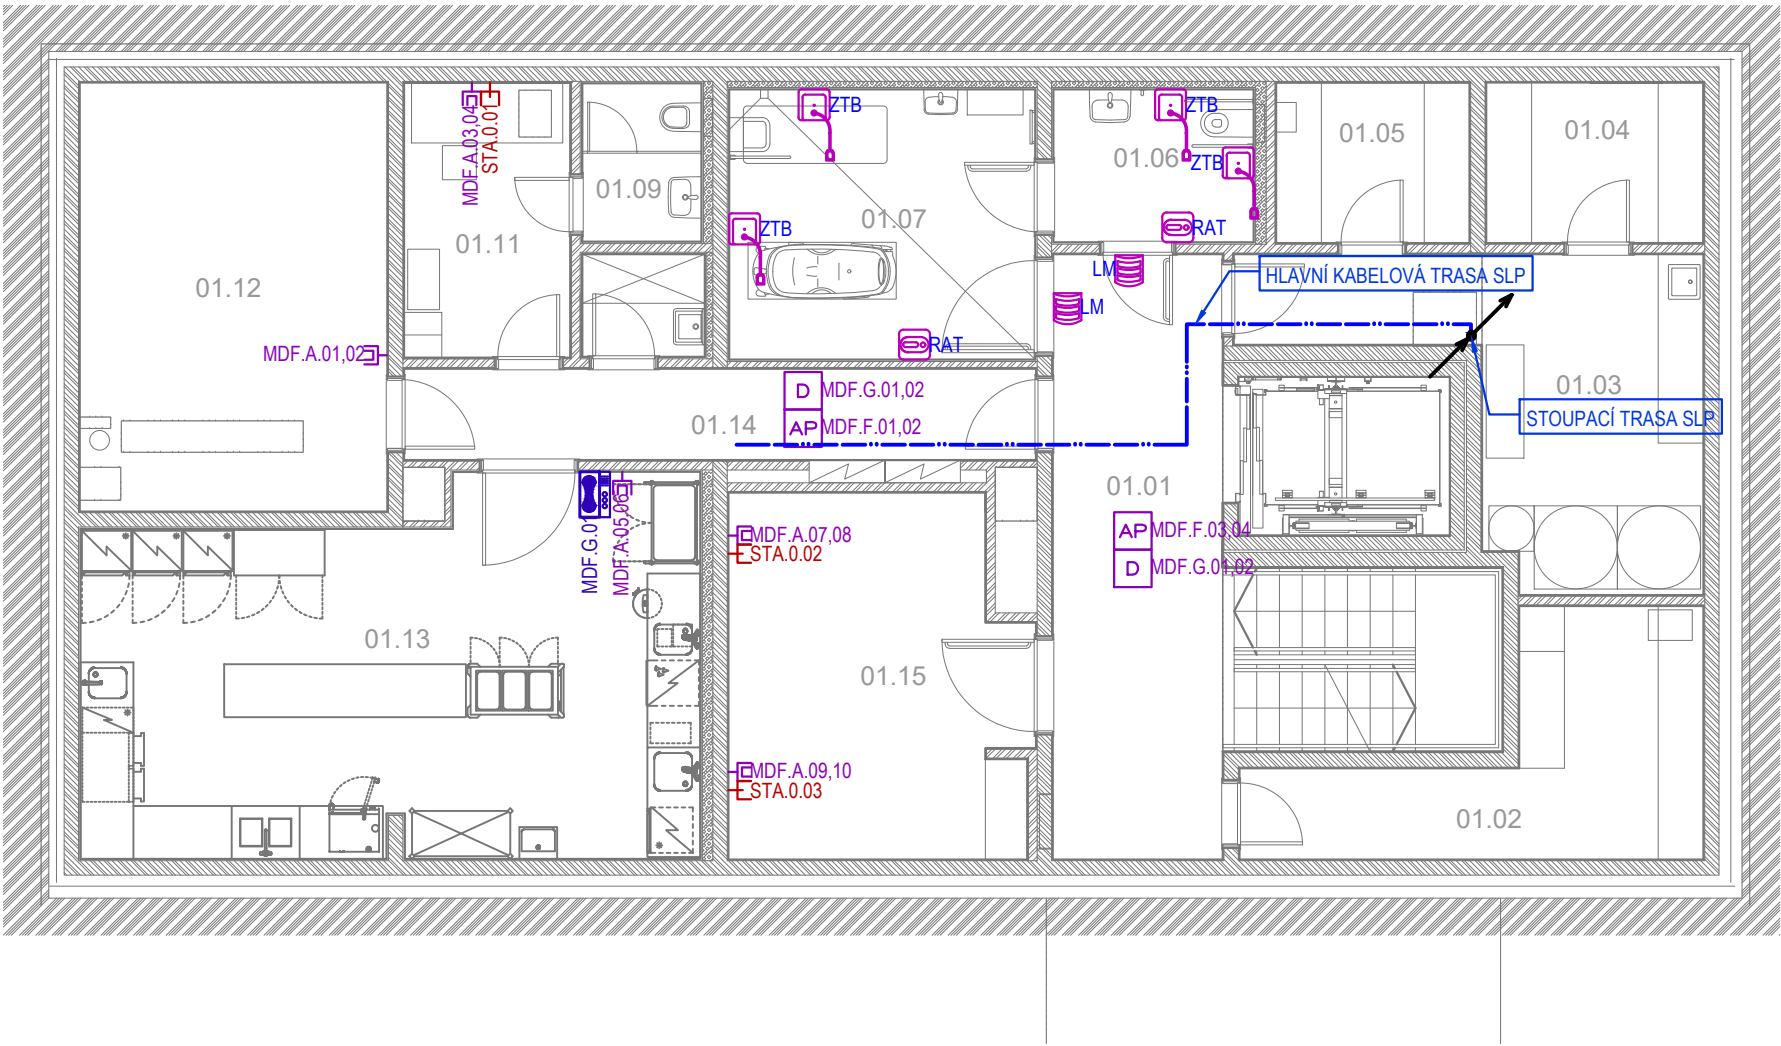 MDF.A.03,04
STA.0.01
ZTB
ZTB
ZTB
ZTB
01.05
01.04
01.06
01.09
01.07
01.11
RAT
RAT
01.12
LM
LM
HLAVNÍ KABELOVÁ TRASA SLP
MDF.A.01,02
D
MDF.G.01,02
AP
MDF.F.01,02
01.14
01.03
STOUPACÍ TRASA SLP
01.01
MDF.G.01
MDF.A.05,06
MDF.A.07,08
STA.0.02
AP
MDF.F.03,04
D
MDF.G.01,02
01.13
01.15
MDF.A.09,10
STA.0.03
01.02